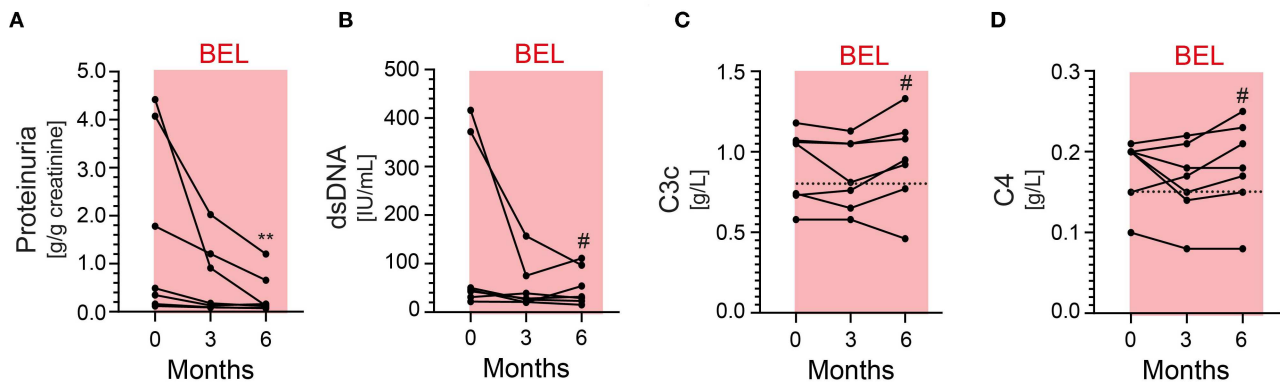 A
BEL
Proteinuria
[g/g creatinine]
5.0
4.0
3.0
2.0
1.0
0.0
**
0 3 6
Months
B
BEL
dsDNA
[IU/mL]
500
400
300
200
100
0
#
0 3 6
Months
C
BEL
C3c
[g/L]
1.5
1.0
0.5
0.0
#
0 3 6
Months
D
BEL
C4
[g/L]
0.3
0.2
0.1
0.0
#
0 3 6
Months